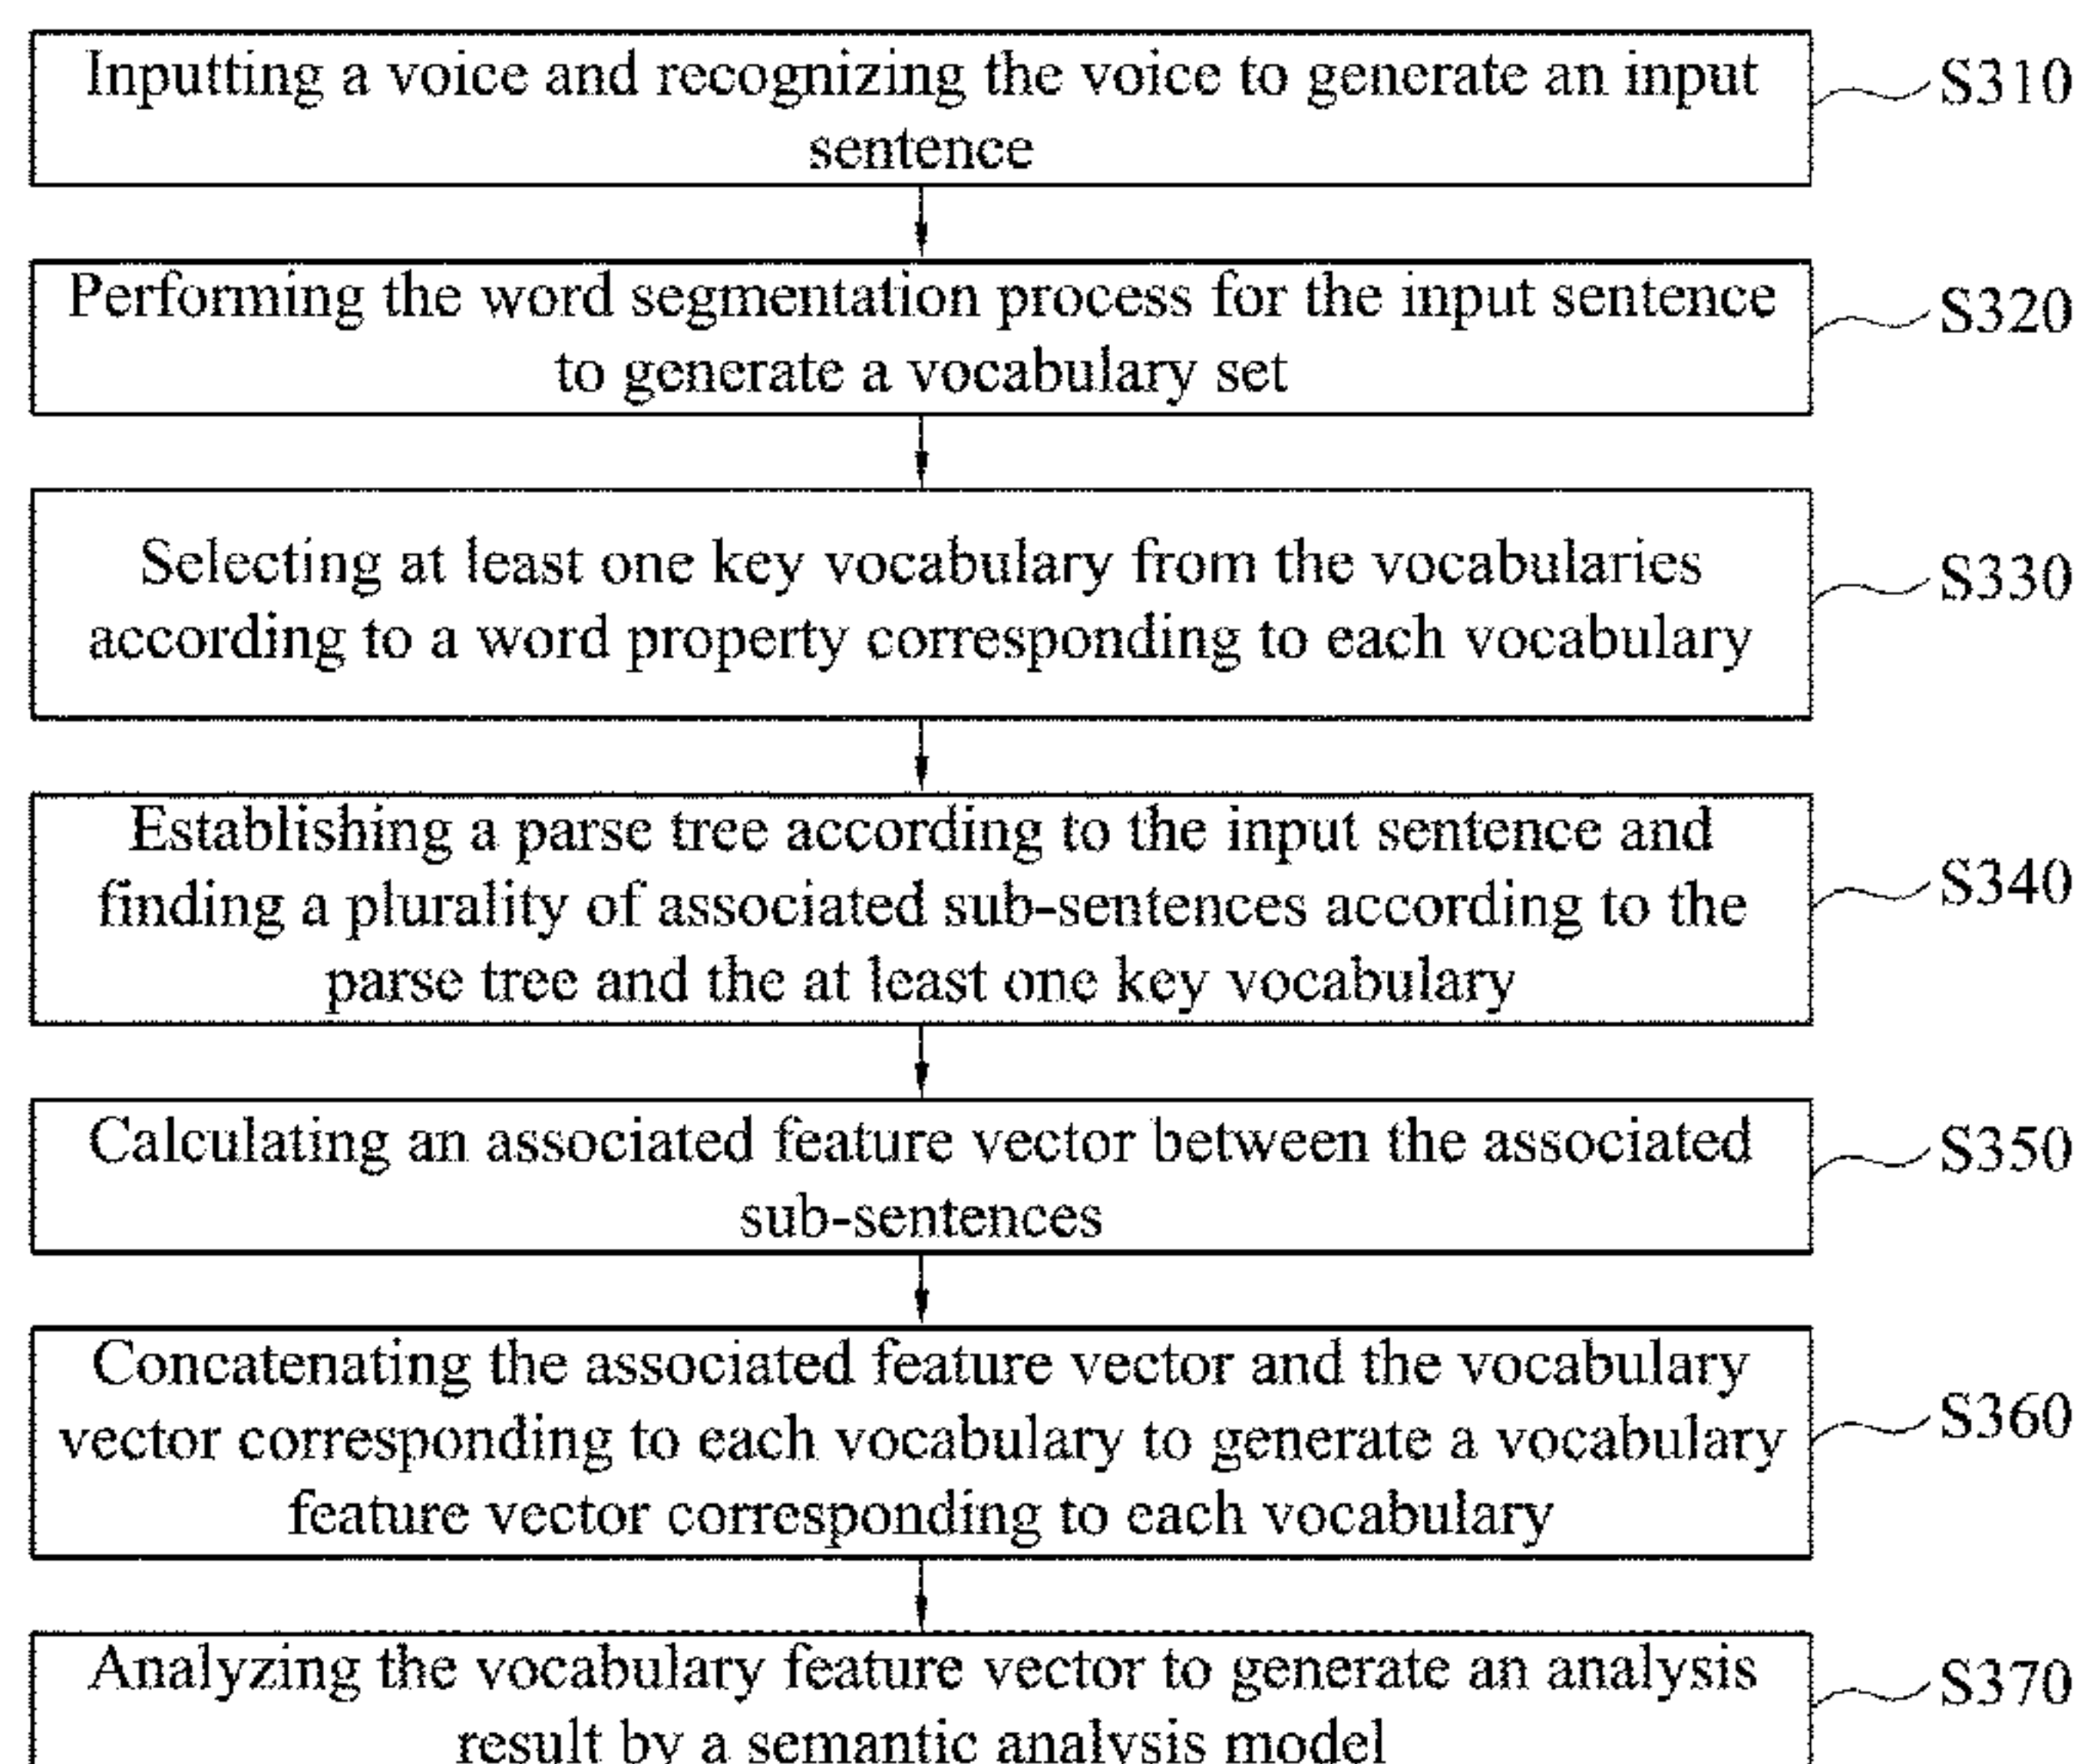 Inputting a voice and recognizing the voice to generate an input
sentence
S310
Performing the word segmentation process for the input sentence
to generate a vocabulary set
S320
Selecting at least one key vocabulary from the vocabularies
according to a word property corresponding to each vocabulary
S330
Establishing a parse tree according to the input sentence and
finding a plurality of associated sub-sentences according to the
parse tree and the at least one key vocabulary
S340
Calculating an associated feature vector between the associated
sub-sentences
S350
Concatenating the associated feature vector and the vocabulary
vector corresponding to each vocabulary to generate a vocabulary
feature vector corresponding to each vocabulary
S360
Analyzing the vocabulary feature vector to generate an analysis
result by a semantic analysis model
S370